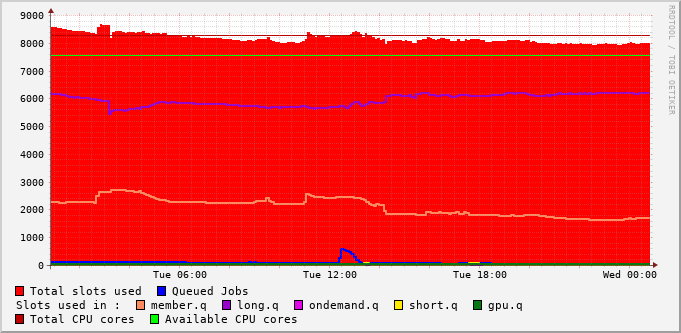 9000
8000
7000
6000
5000
4000
3000
2000
1000
0
Tue 06:00 Tue 12:00 Tue 18:00 Wed 00:00
RRDTOOL / TOBI OETIKER
Total slots used Queued Jobs
Slots used in : member.q long.q ondemand.q short.q gpu.q
Total CPU cores Available CPU cores